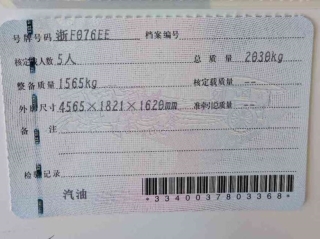 号牌号码 浙F076EE 档案编号
核定载人数 5人 总质量 2030kg
整备质量 1565kg 核定载质量 --
外廓尺寸 4565×1821×1620mm 准牵引总质量 --
备注
检验记录
汽油
*3340037803368*